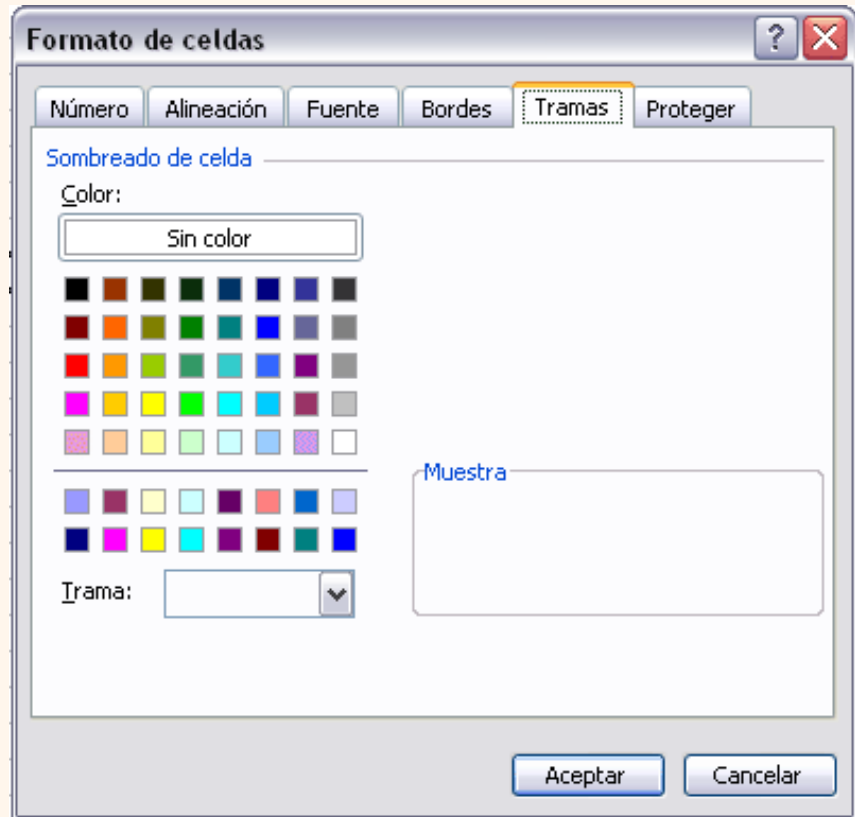 Formato de celdas
Número Alineación Fuente Bordes Tramas Proteger
Sombreado de celda
Color:
Sin color
Muestra
Trama:
Aceptar Cancelar